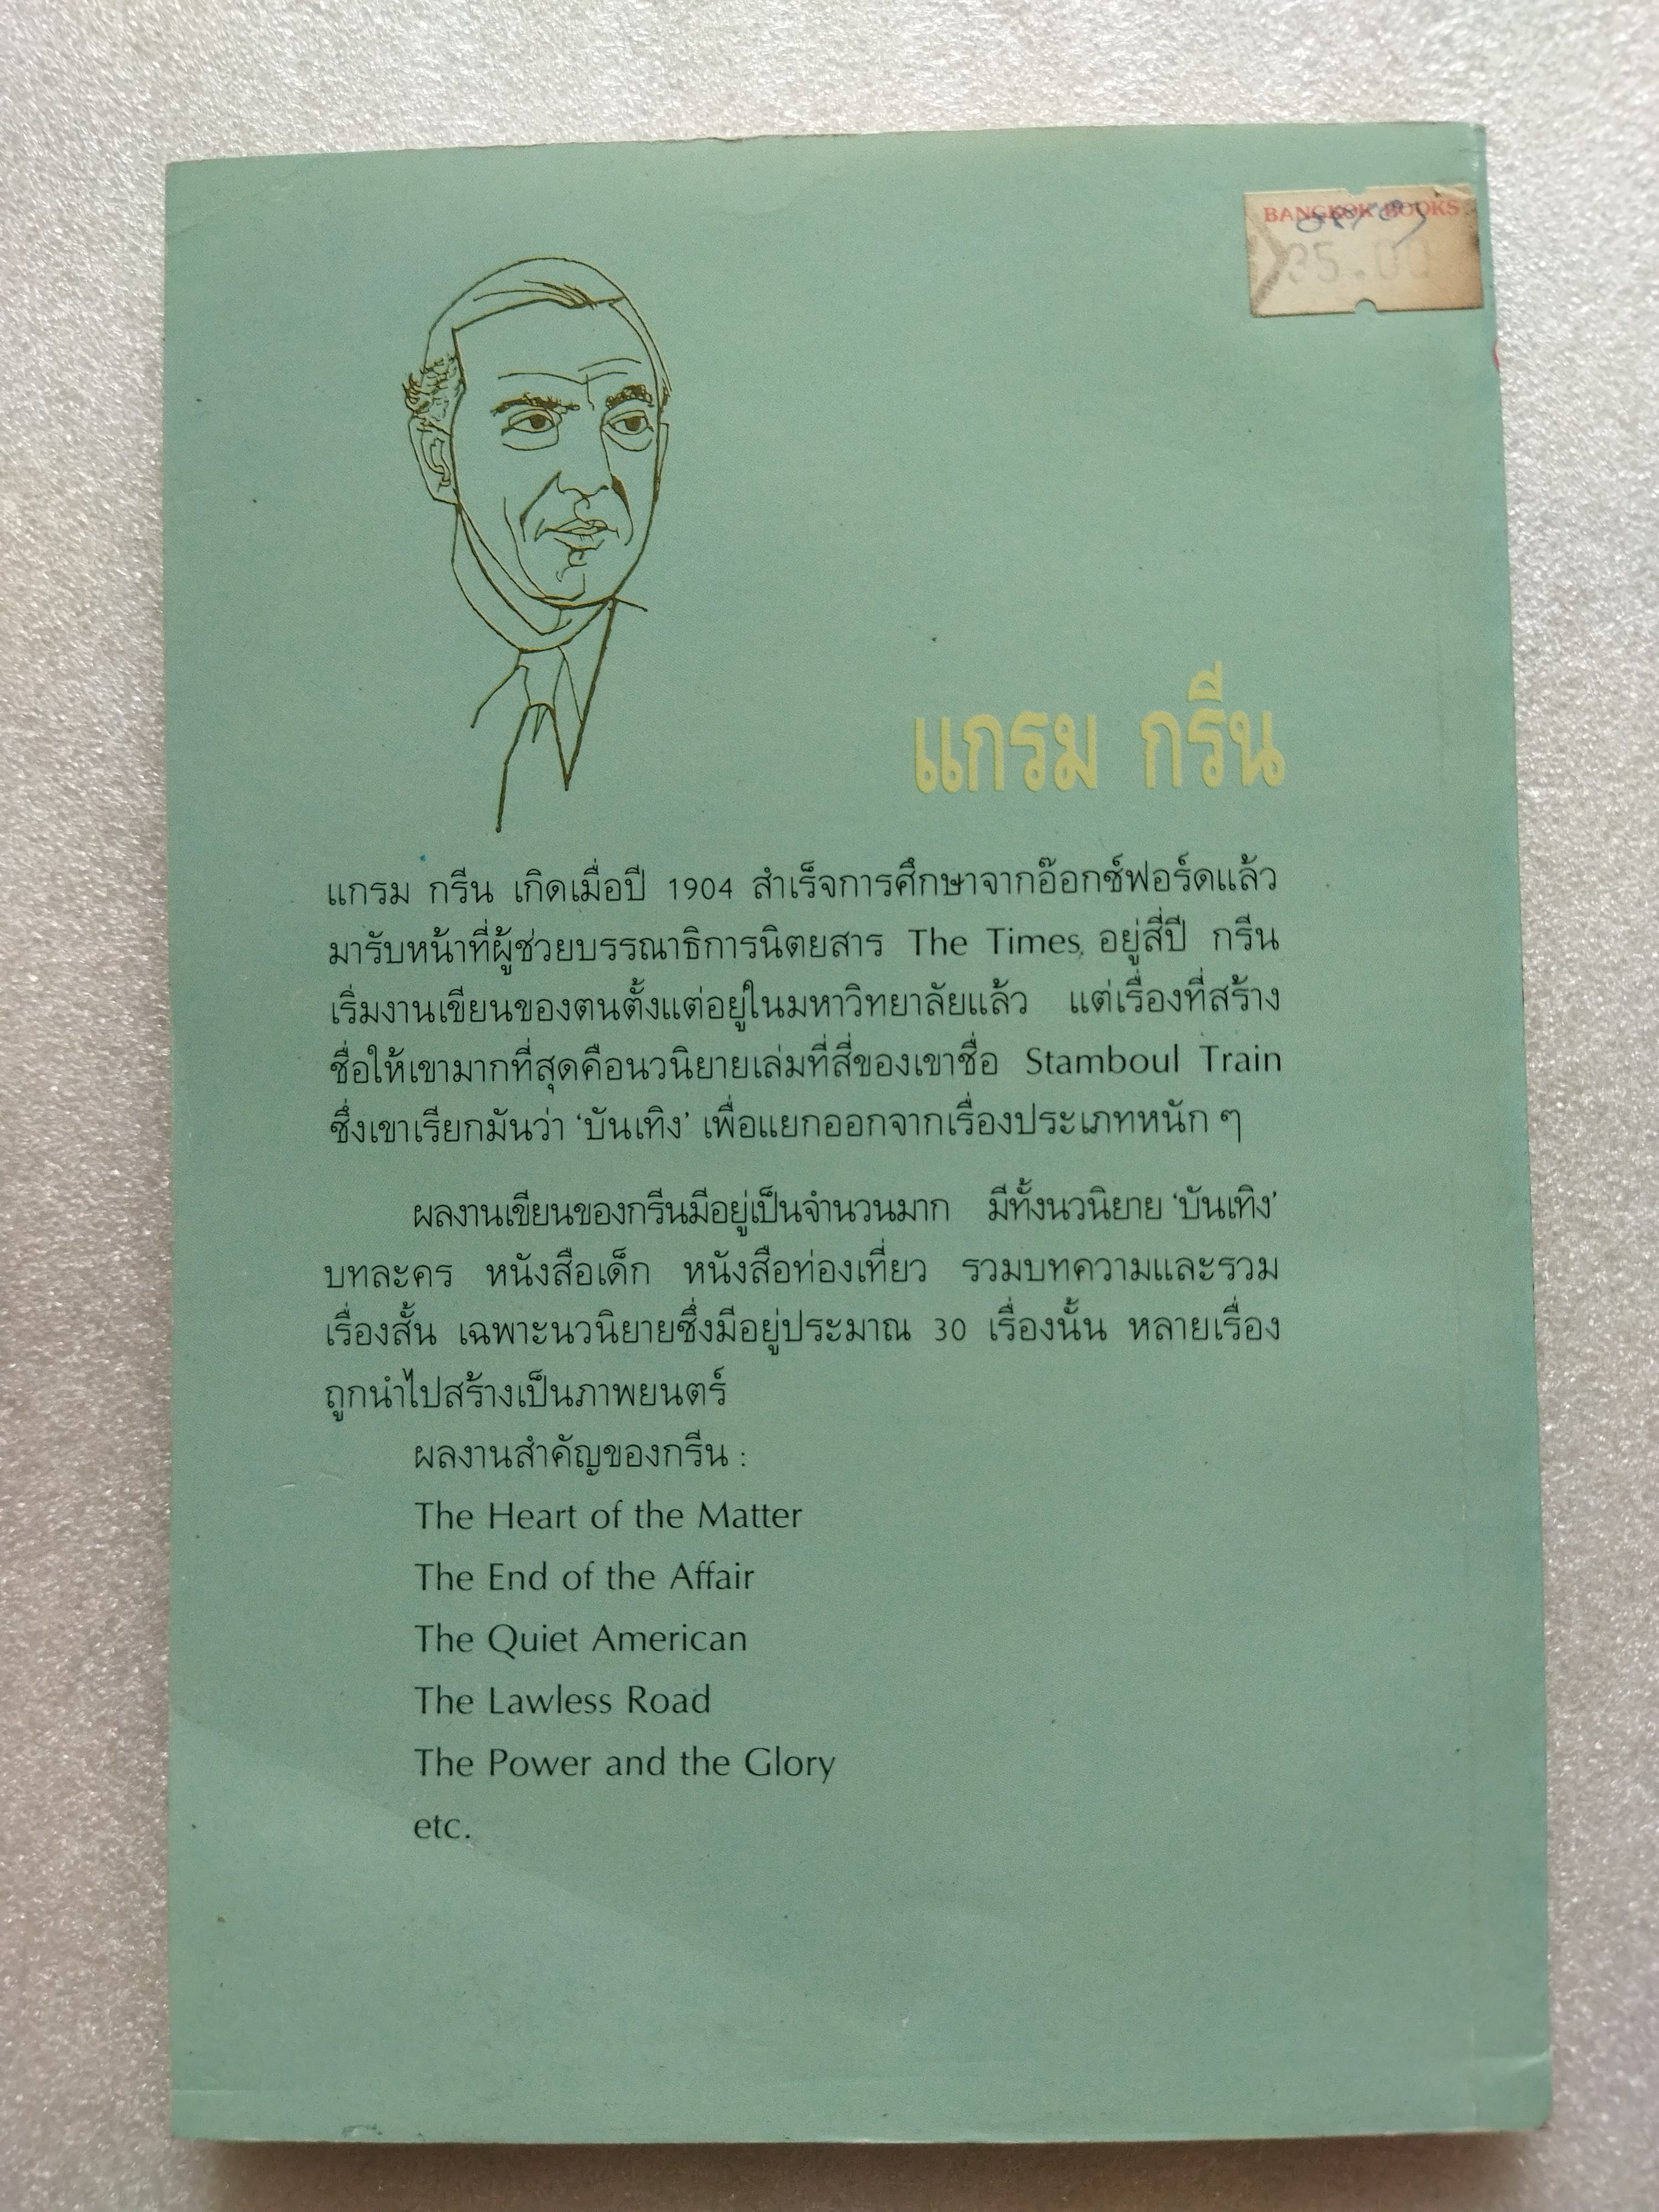 BANGKOK BOOKS
35.00
แกรม กรีน
แกรม กรีน เกิดเมื่อปี 1904 สำเร็จการศึกษาจากอ๊อกซ์ฟอร์ดแล้ว
มารับหน้าที่ผู้ช่วยบรรณาธิการนิตยสาร The Times, อยู่สี่ปี กรีน
เริ่มงานเขียนของตนตั้งแต่อยู่ในมหาวิทยาลัยแล้ว แต่เรื่องที่สร้าง
ชื่อให้เขามากที่สุดคือนวนิยายเล่มที่สี่ของเขาชื่อ Stamboul Train
ซึ่งเขาเรียกมันว่า ‘บันเทิง’ เพื่อแยกออกจากเรื่องประเภทหนัก ๆ
ผลงานเขียนของกรีนมีอยู่เป็นจำนวนมาก มีทั้งนวนิยาย ‘บันเทิง’
บทละคร หนังสือเด็ก หนังสือท่องเที่ยว รวมบทความและรวม
เรื่องสั้น เฉพาะนวนิยายซึ่งมีอยู่ประมาณ 30 เรื่องนั้น หลายเรื่อง
ถูกนำไปสร้างเป็นภาพยนตร์
ผลงานสำคัญของกรีน :
The Heart of the Matter
The End of the Affair
The Quiet American
The Lawless Road
The Power and the Glory
etc.